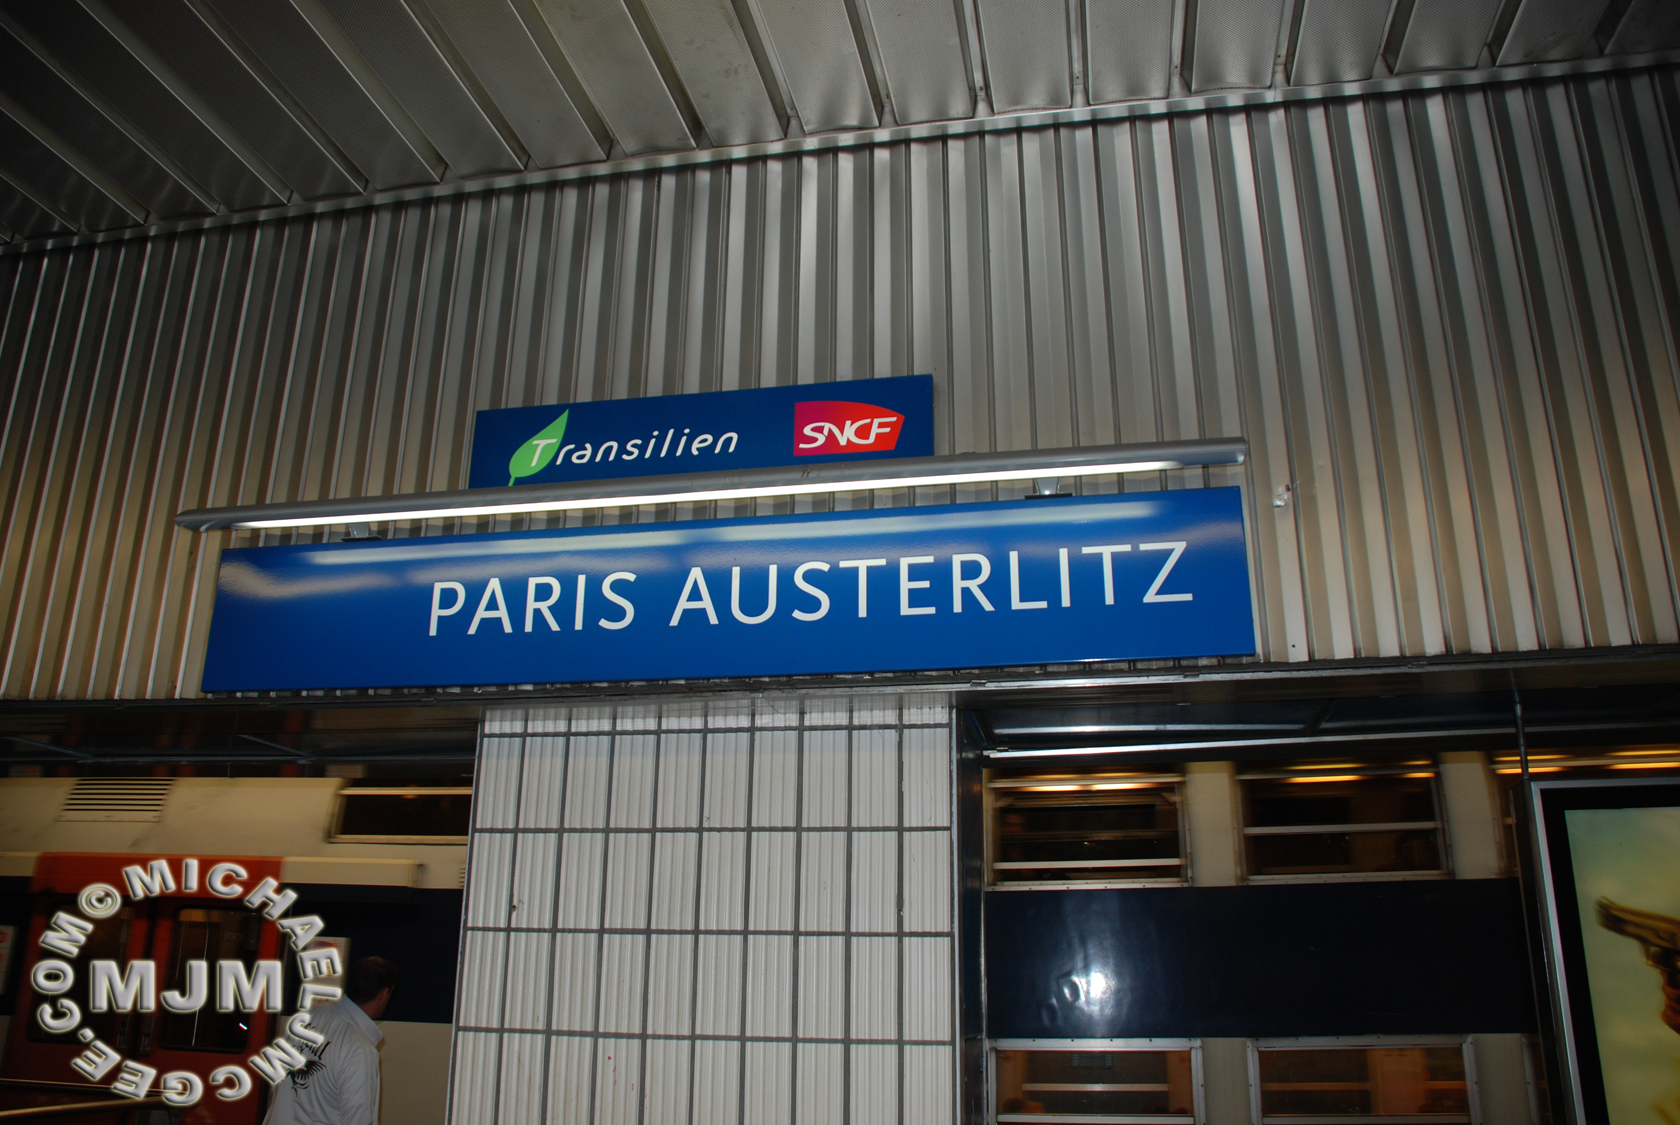 Transilien SNCF
PARIS AUSTERLITZ
© MICHAELJMCGEE.COM
MJM